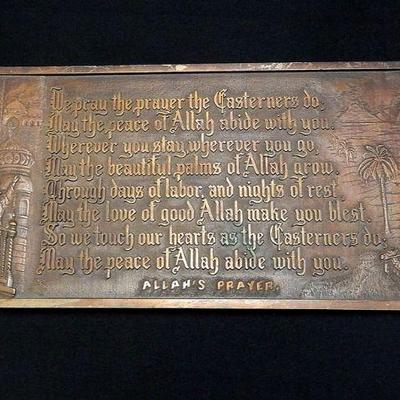 We pray the prayer the Easterners do,
May the peace of Allah abide with you.
Wherever you stay, wherever you go,
May the beautiful palms of Allah grow.
Through days of labor, and nights of rest,
May the love of good Allah make you blest.
So we touch our hearts as the Easterners do,
May the peace of Allah abide with you.
ALLAH'S PRAYER.